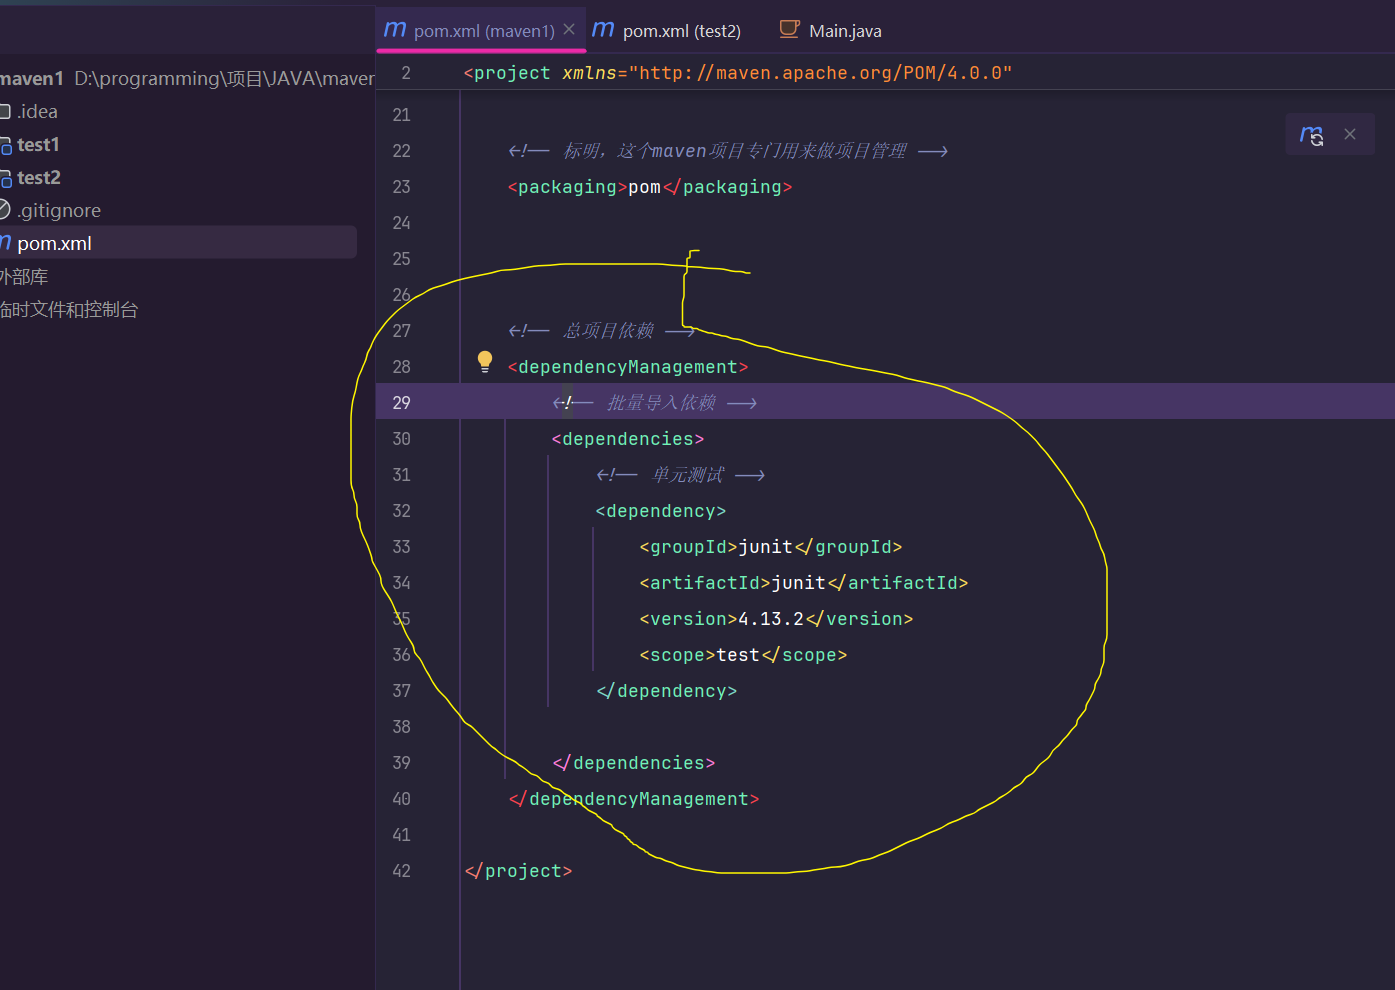 pom.xml (maven1)
pom.xml (test2)
Main.java
maven1 D:\programming\项目\JAVA\maven
.idea
test1
test2
.gitignore
pom.xml
外部库
临时文件和控制台
2 <project xmlns="http://maven.apache.org/POM/4.0.0"
21
22 <!-- 标明，这个maven项目专门用来做项目管理 -->
23 <packaging>pom</packaging>
24
25
26
27 <!-- 总项目依赖 -->
28 <dependencyManagement>
29 <!-- 批量导入依赖 -->
30 <dependencies>
31 <!-- 单元测试 -->
32 <dependency>
33 <groupId>junit</groupId>
34 <artifactId>junit</artifactId>
35 <version>4.13.2</version>
36 <scope>test</scope>
37 </dependency>
38
39 </dependencies>
40 </dependencyManagement>
41
42 </project>